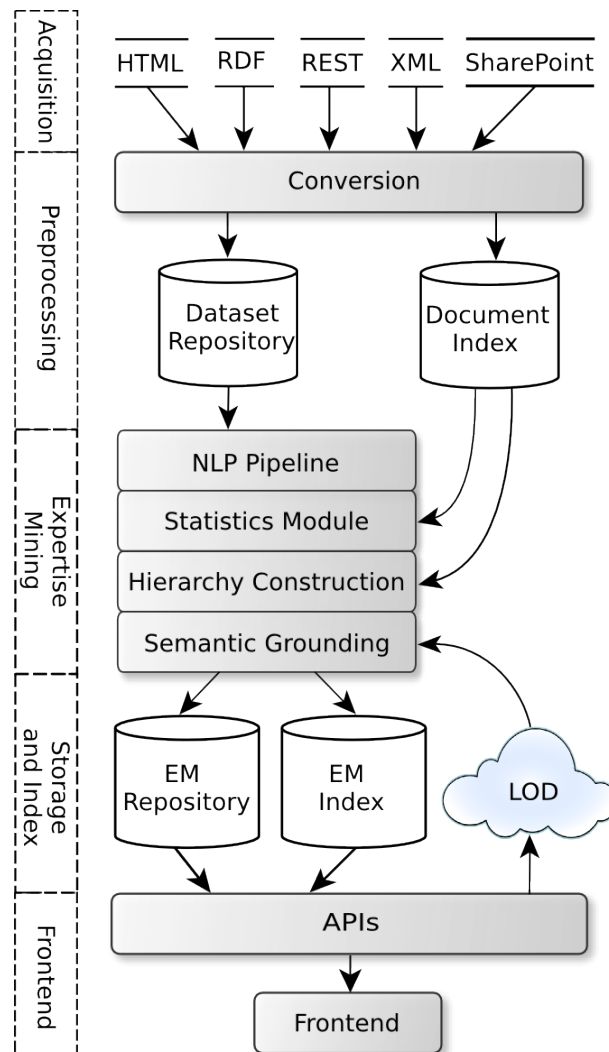 Acquisition
HTML
RDF
REST
XML
SharePoint
Preprocessing
Conversion
Dataset
Repository
Document
Index
Expertise
Mining
NLP Pipeline
Statistics Module
Hierarchy Construction
Semantic Grounding
Storage
and Index
EM
Repository
EM
Index
LOD
Frontend
APIs
Frontend